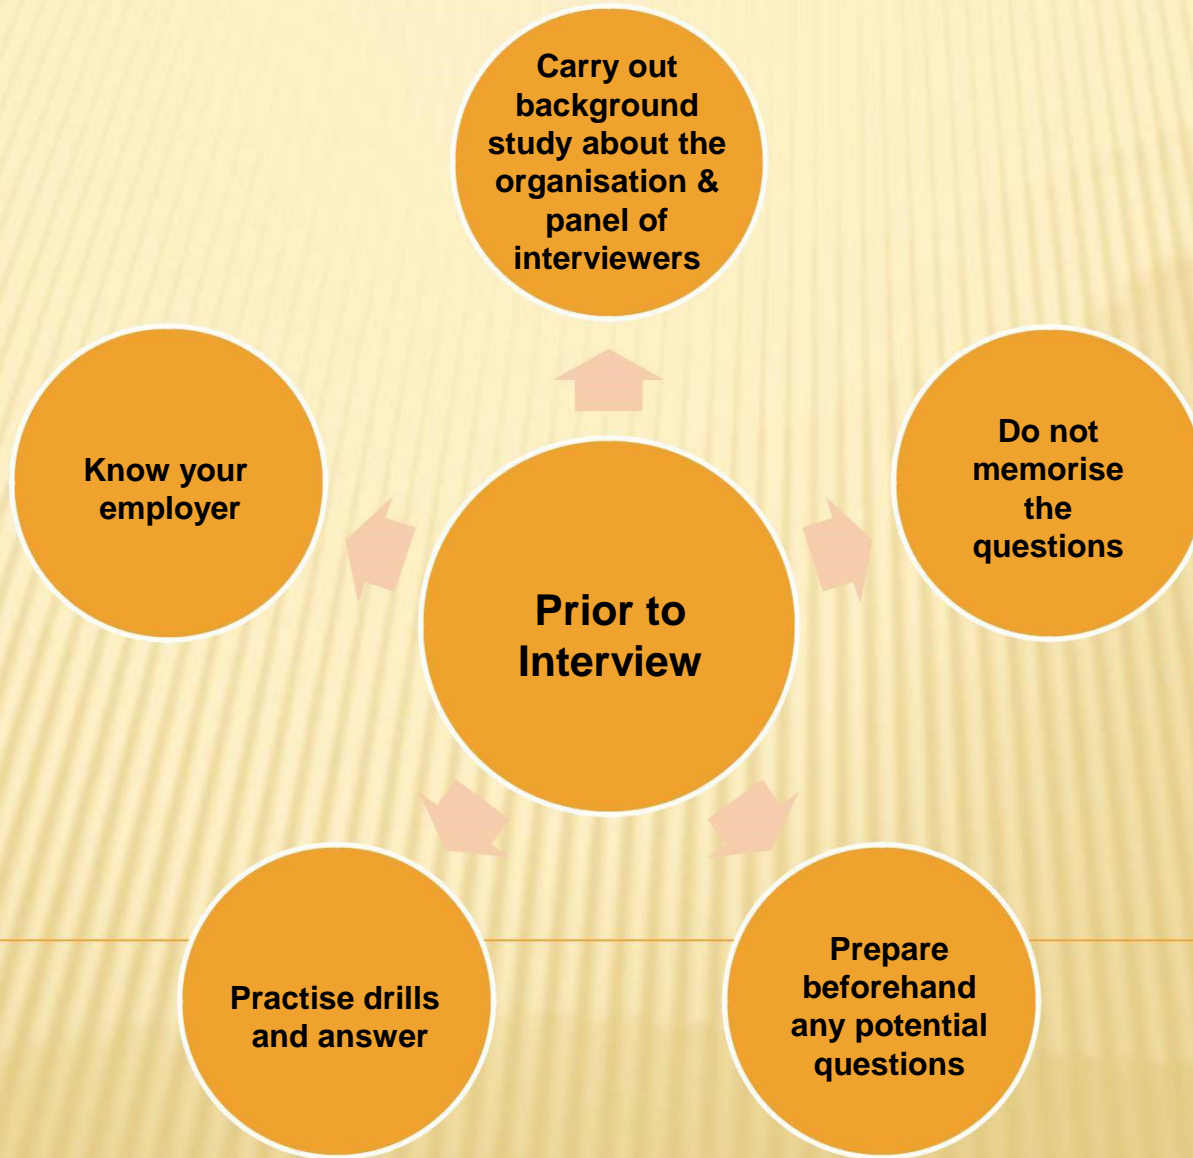 Carry out
background
study about the
organisation &
panel of
interviewers
Do not
memorise
the
questions
Know your
employer
Prior to
Interview
Prepare
beforehand
any potential
questions
Practise drills
and answer